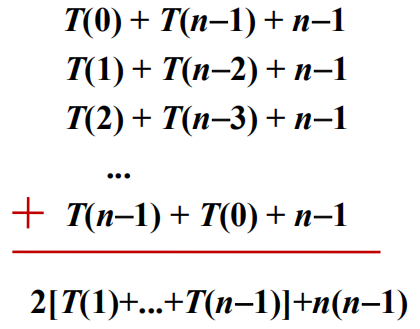 T(0) + T(n–1) + n–1
T(1) + T(n–2) + n–1
T(2) + T(n–3) + n–1
...
+ T(n–1) + T(0) + n–1
2[T(1)+...+T(n–1)]+n(n–1)